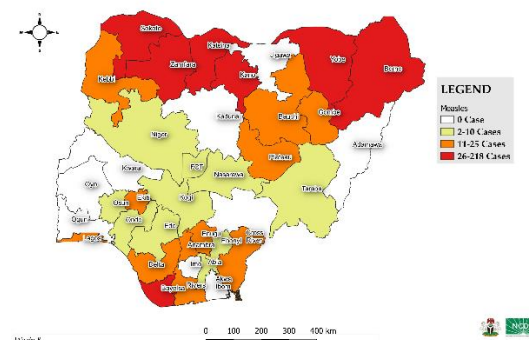 N
Sokoto
Katsina
Jigawa
Zamfara
Kano
Yobe
Borno
Kebbi
Kaduna
Bauchi
Gombe
Adamawa
Niger
Plateau
Kwara
FCT
Nasarawa
Taraba
Oyo
Osun
Ekiti
Kogi
Ogun
Ondo
Edo
Lagos
Enugu
Ebonyi
Cross
River
Anambra
Delta
Imo
Abia
Bayelsa
Rivers
Akwa
Ibom
LEGEND
Measles
0 Case
2-10 Cases
11-25 Cases
26-218 Cases
0 100 200 300 400 km
NCD